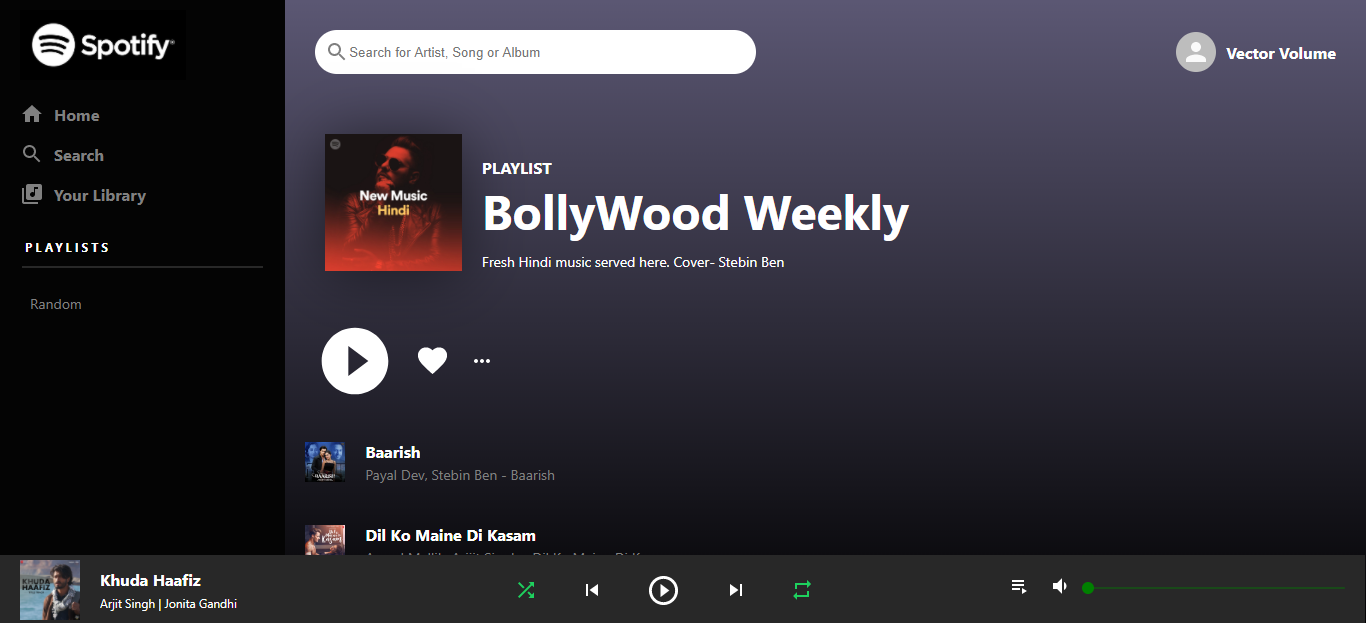 Spotify
Home
Search
Your Library
PLAYLISTS
Random
Search for Artist, Song or Album
Vector Volume
New Music
Hindi
PLAYLIST
BollyWood Weekly
Fresh Hindi music served here. Cover- Stebin Ben
Baarish
Payal Dev, Stebin Ben - Baarish
BAARISH
Dil Ko Maine Di Kasam
KHUDA
HAAFIZ
Khuda Haafiz
Arjit Singh | Jonita Gandhi